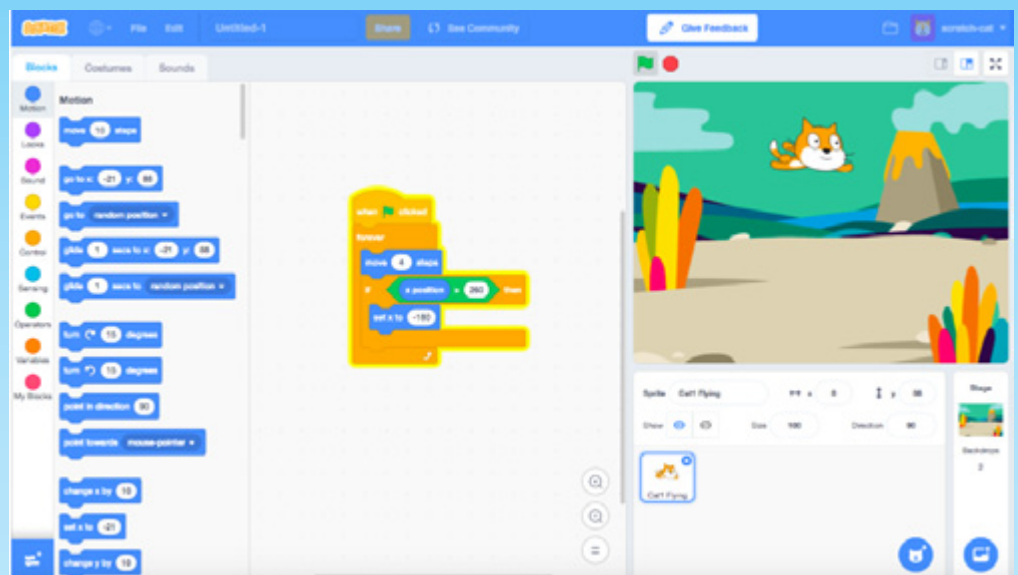 SCRATCH
File Edit Untitled-1 Share See Community Give Feedback scratch-cat
Blocks Costumes Sounds
Motion
Looks
Sound
Events
Control
Sensing
Operators
Variables
My Blocks
Motion
move 10 steps
go to x: -21 y: 88
go to random position
glide 1 secs to x: -21 y: 88
glide 1 secs to random position
turn 15 degrees
turn 15 degrees
point in direction 90
point towards mouse-pointer
change x by 10
set x to -21
change y by 10
when clicked
forever
move 4 steps
if x position > 260 then
set x to -180
Sprite Cat1 Flying x y 88
Show Size 100 Direction 90
Cat1 Flying
Stage
Backdrops
2